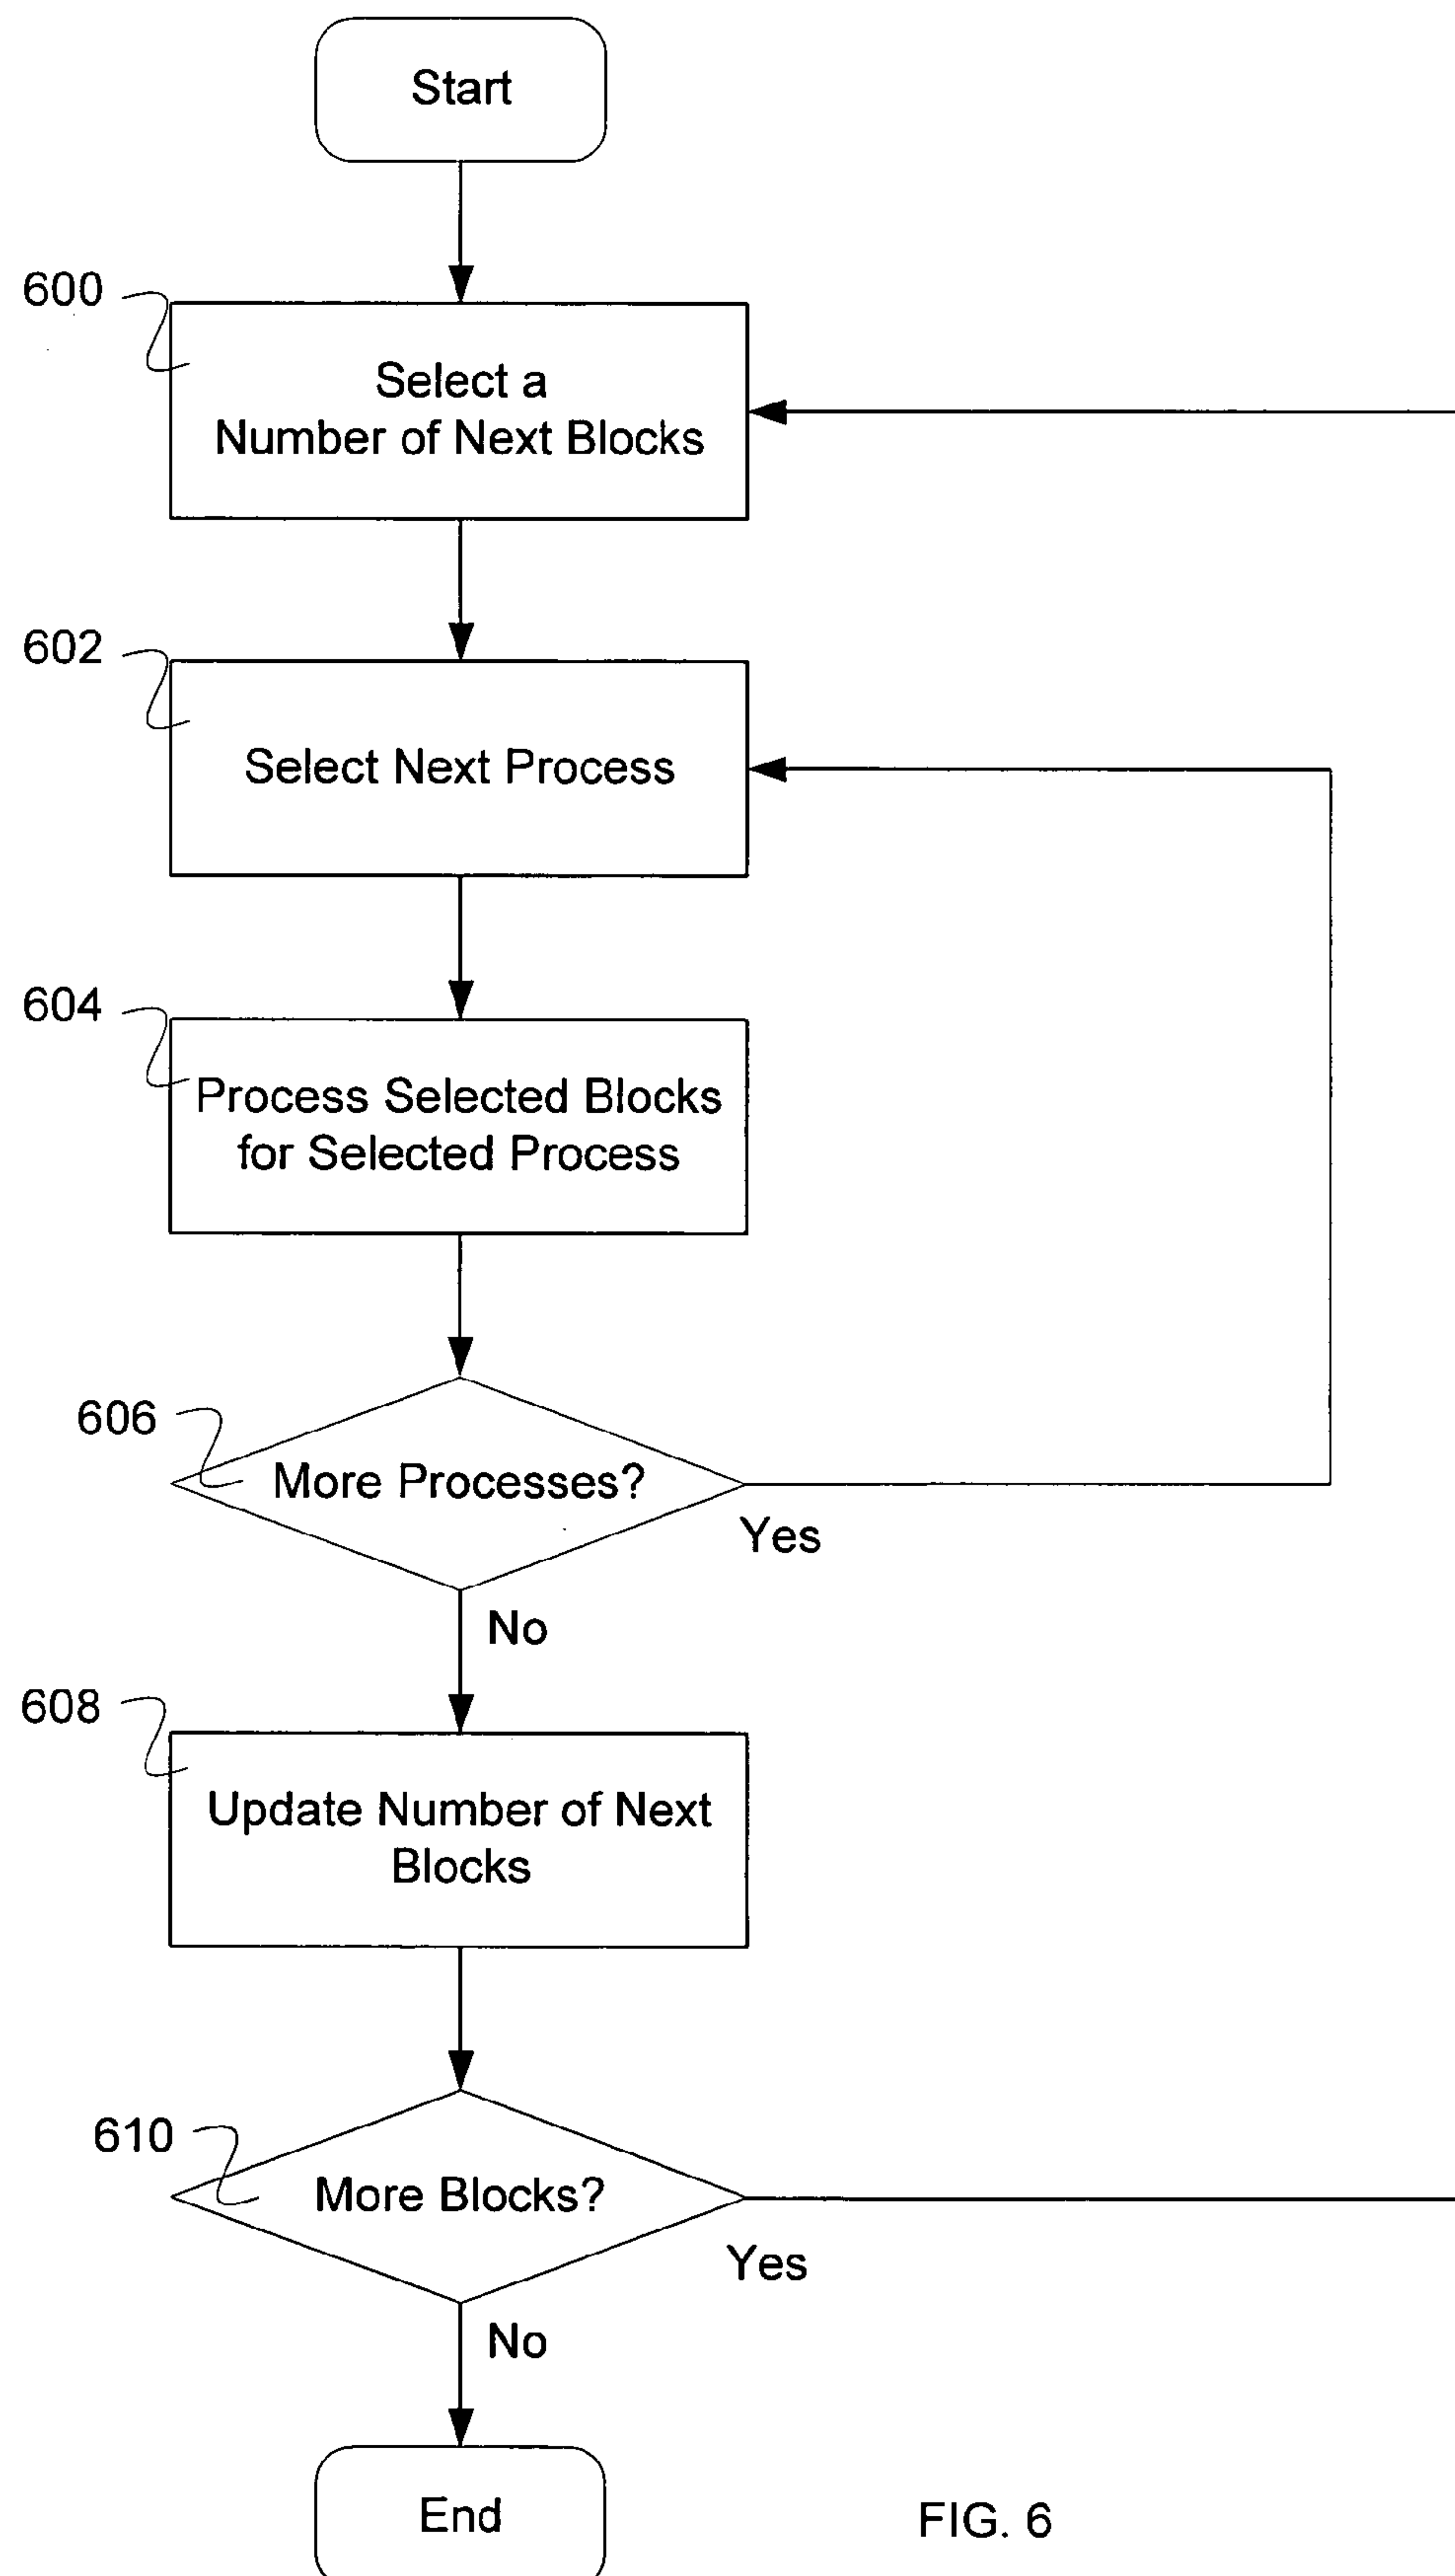 Start
600
Select a
Number of Next Blocks
602
Select Next Process
604
Process Selected Blocks
for Selected Process
606
More Processes?
Yes
No
608
Update Number of Next
Blocks
610
More Blocks?
Yes
No
End
FIG. 6